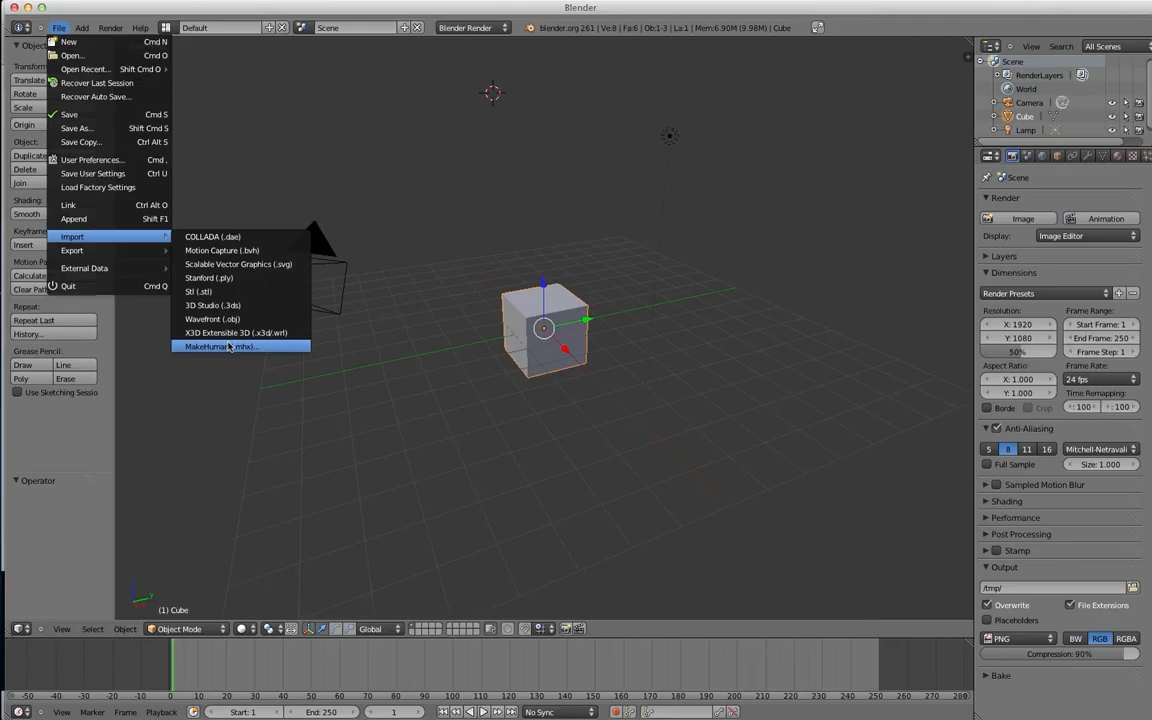 Blender
File Add Render Help Default Scene Blender Render blender.org 261 | Ve:8 | Fa:6 | Ob:1-3 | La:1 | Mem:6.90M (9.98M) | Cube
New Cmd N
Open... Cmd O
Open Recent... Shift Cmd O
Recover Last Session
Recover Auto Save...
Save Cmd S
Save As... Shift Cmd S
Save Copy... Ctrl Alt S
User Preferences... Cmd ,
Save User Settings Ctrl U
Load Factory Settings
Link Ctrl Alt O
Append Shift F1
Import
Export
External Data
Quit Cmd Q
COLLADA (.dae)
Motion Capture (.bvh)
Scalable Vector Graphics (.svg)
Stanford (.ply)
Stl (.stl)
3D Studio (.3ds)
Wavefront (.obj)
X3D Extensible 3D (.x3d/.wrl)
MakeHuman .mhx)...
Object
Transform
Translate
Rotate
Scale
Origin
Object:
Duplicate
Delete
Join
Shading:
Smooth
Keyframe
Insert
Motion Pa
Calculate
Clear Path
Repeat:
Repeat Last
History...
Grease Pencil:
Draw Line
Poly Erase
Use Sketching Sessio
Operator
(1) Cube
View Select Object Object Mode Global
-50 -40 -30 -20 -10 0 10 20 30 40 50 60 70 80 90 100 110 120 130 140 150 160 170 180 190 200 210 220 230 240 250 260 270 280
View Marker Frame Playback Start: 1 End: 250 1 No Sync
View Search All Scenes
Scene
RenderLayers
World
Camera
Cube
Lamp
Scene
Render
Image Animation
Display: Image Editor
Layers
Dimensions
Render Presets
Resolution: Frame Range:
X: 1920 Start Frame: 1
Y: 1080 End Frame: 250
50% Frame Step: 1
Aspect Ratio: Frame Rate:
X: 1.000 24 fps
Y: 1.000 Time Remapping:
Borde Crop : 100 : 100
Anti-Aliasing
5 8 11 16 Mitchell-Netravali
Full Sample Size: 1.000
Sampled Motion Blur
Shading
Performance
Post Processing
Stamp
Output
/tmp/
Overwrite File Extensions
Placeholders
PNG BW RGB RGBA
Compression: 90%
Bake